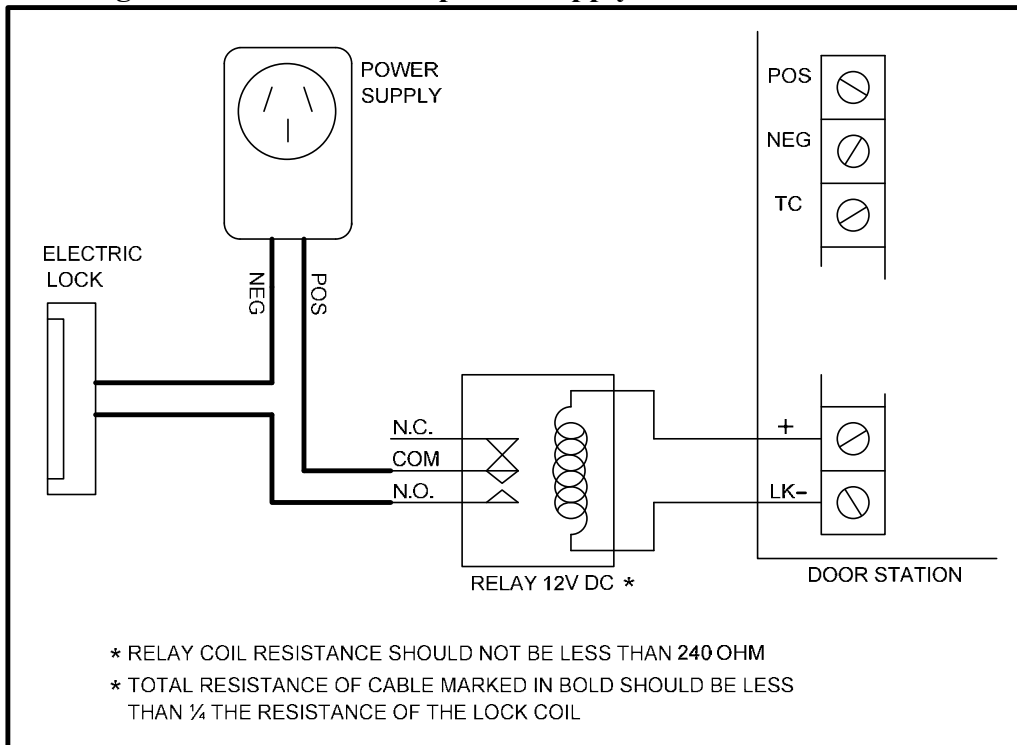 POWER
SUPPLY
POS
NEG
TC
ELECTRIC
LOCK
NEG
POS
N.C.
COM
N.O.
+
LK-
RELAY 12V DC *
DOOR STATION
* RELAY COIL RESISTANCE SHOULD NOT BE LESS THAN 240 OHM
* TOTAL RESISTANCE OF CABLE MARKED IN BOLD SHOULD BE LESS
THAN ¼ THE RESISTANCE OF THE LOCK COIL